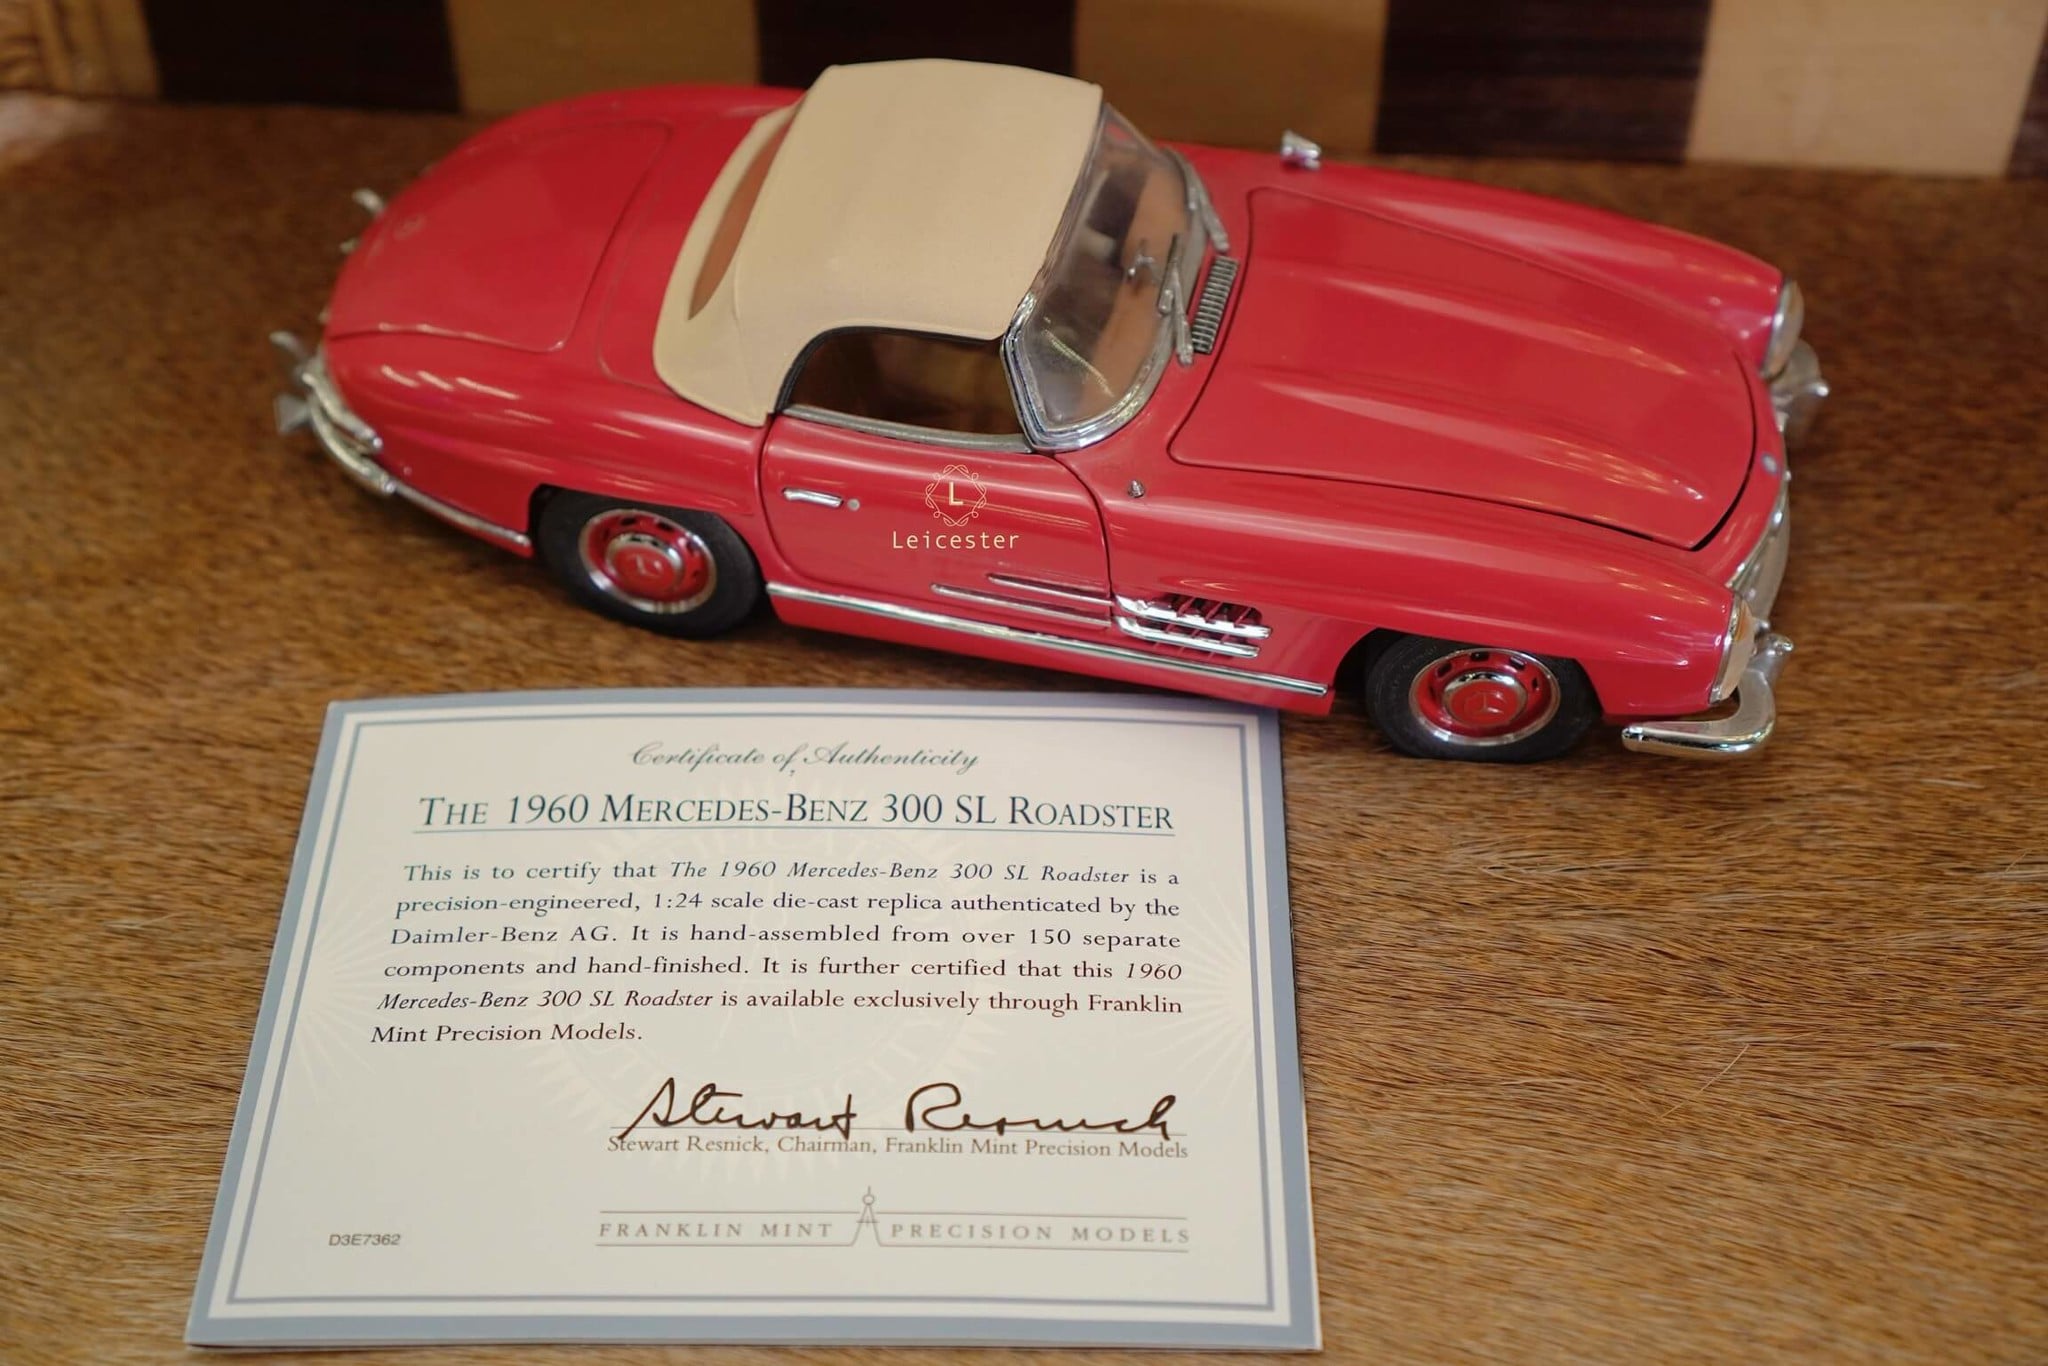 L
Leicester
Certificate of Authenticity
THE 1960 MERCEDES-BENZ 300 SL ROADSTER
This is to certify that The 1960 Mercedes-Benz 300 SL Roadster is a
precision-engineered, 1:24 scale die-cast replica authenticated by the
Daimler-Benz AG. It is hand-assembled from over 150 separate
components and hand-finished. It is further certified that this 1960
Mercedes-Benz 300 SL Roadster is available exclusively through Franklin
Mint Precision Models.
Stewart Resnick
Stewart Resnick, Chairman, Franklin Mint Precision Models
FRANKLIN MINT PRECISION MODELS
D3E7362